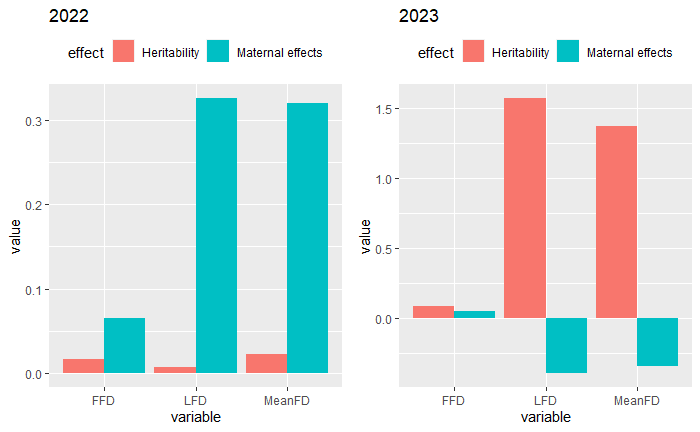 2022
effect Heritability Maternal effects
0.3
0.2
0.1
0.0
value
FFD LFD MeanFD
variable
2023
effect Heritability Maternal effects
1.5
1.0
0.5
0.0
value
FFD LFD MeanFD
variable